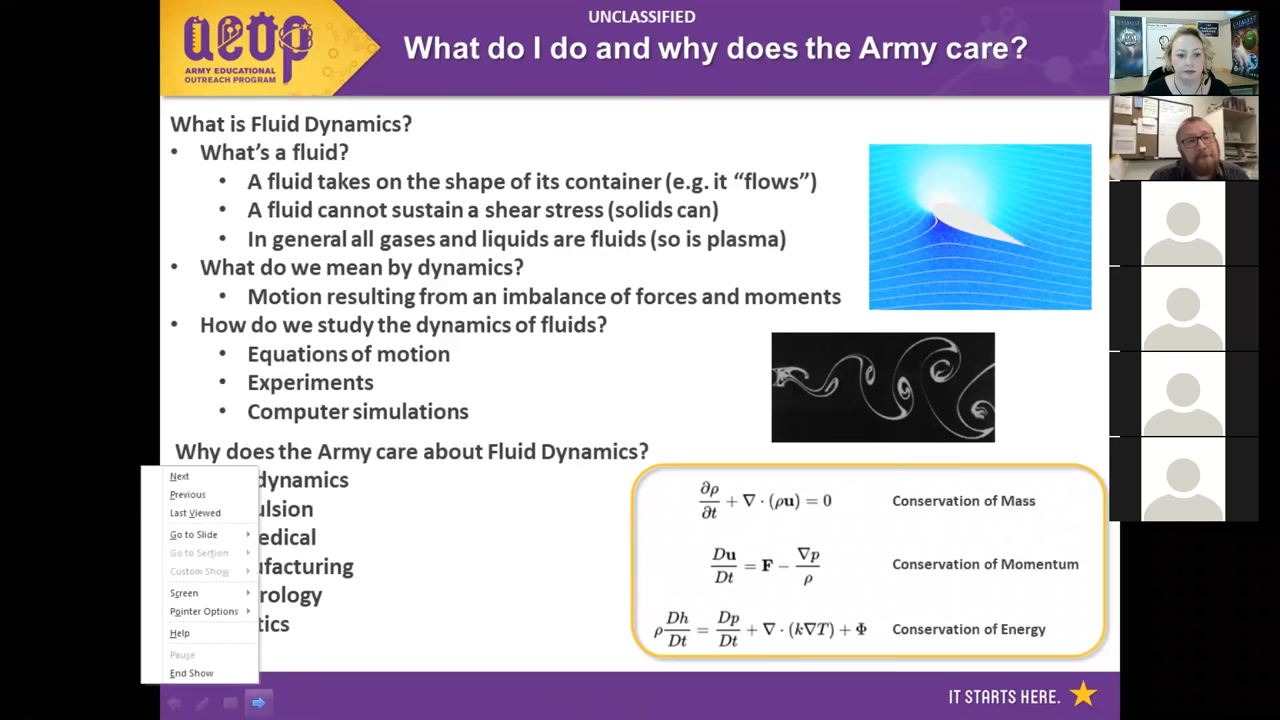 UNCLASSIFIED
What do I do and why does the Army care?
aeop
ARMY EDUCATIONAL
OUTREACH PROGRAM
What is Fluid Dynamics?
• What's a fluid?
• A fluid takes on the shape of its container (e.g. it “flows”)
• A fluid cannot sustain a shear stress (solids can)
• In general all gases and liquids are fluids (so is plasma)
• What do we mean by dynamics?
• Motion resulting from an imbalance of forces and moments
• How do we study the dynamics of fluids?
• Equations of motion
• Experiments
• Computer simulations
Why does the Army care about Fluid Dynamics?
dynamics
ulsion
edical
ufacturing
rology
tics
Next
Previous
Last Viewed
Go to Slide
Go to Section
Custom Show
Screen
Pointer Options
Help
Pause
End Show
∂ρ/∂t + ∇ · (ρu) = 0 Conservation of Mass
Du/Dt = F − ∇p/ρ Conservation of Momentum
ρ Dh/Dt = Dp/Dt + ∇ · (k∇T) + Φ Conservation of Energy
IT STARTS HERE.